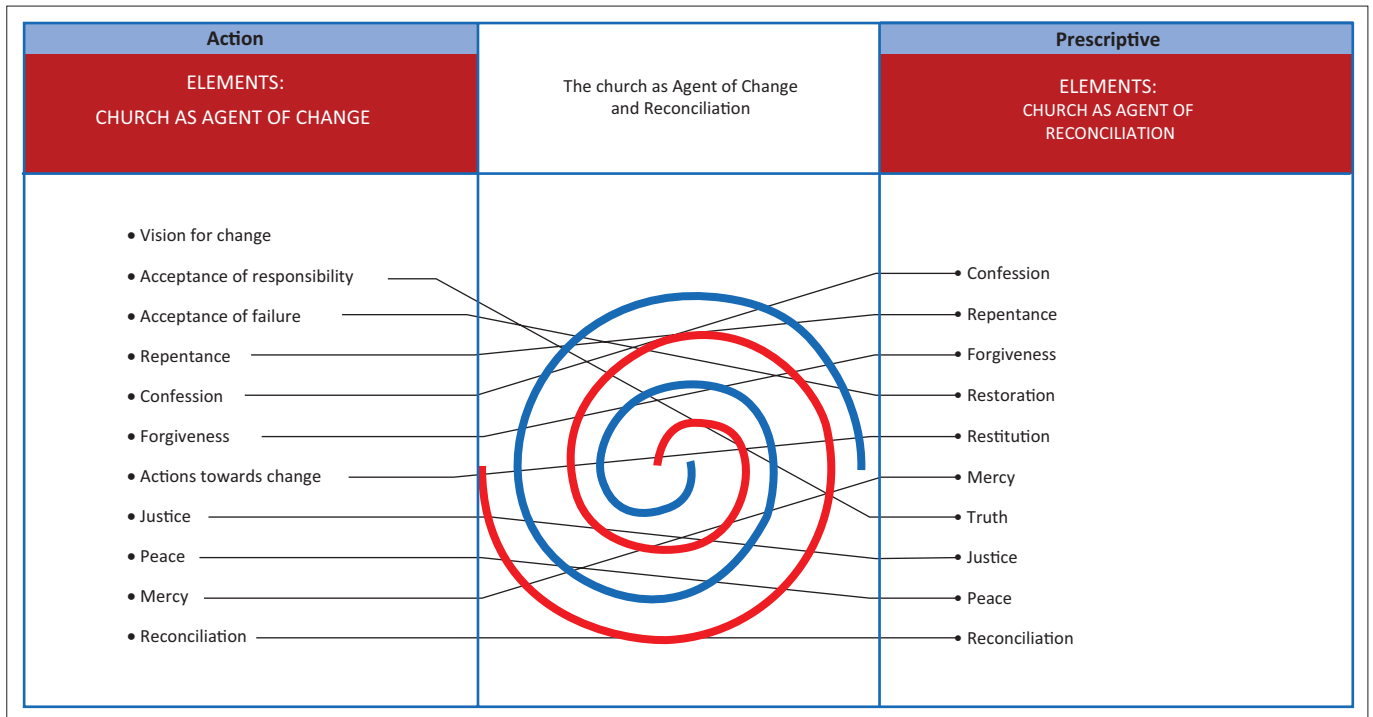 Action
ELEMENTS:
CHURCH AS AGENT OF CHANGE
The church as Agent of Change
and Reconciliation
Prescriptive
ELEMENTS:
CHURCH AS AGENT OF
RECONCILIATION
• Vision for change
• Acceptance of responsibility
• Acceptance of failure
• Repentance
• Confession
• Forgiveness
• Actions towards change
• Justice
• Peace
• Mercy
• Reconciliation
• Confession
• Repentance
• Forgiveness
• Restoration
• Restitution
• Mercy
• Truth
• Justice
• Peace
• Reconciliation